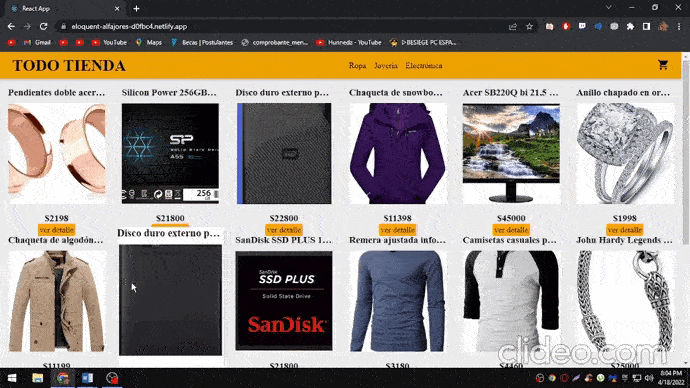 React App
eloquent-alfajores-d0fbc4.netlify.app
Gmail YouTube Maps Becas | Postulantes comprobante_men... Hunnedz - YouTube ▷BESIEGE PC ESPA...
TODO TIENDA
Ropa Joyeria Electronica
Pendientes doble acer... Silicon Power 256GB... Disco duro externo p... Chaqueta de snowbo... Acer SB220Q bi 21.5 ... Anillo chapado en or...
SP
A55
256
$2198 $21800 $22800 $11398 $45000 $1998
ver detalle ver detalle ver detalle ver detalle ver detalle
Chaqueta de algodón... Disco duro externo p... SanDisk SSD PLUS 1... Remera ajustada info... Camisetas casuales p... John Hardy Legends ...
SanDisk
SSD PLUS
Solid State Drive
SanDisk
$11199 $21800 $3180 $4460 $25000
clideo.com
8:04 PM
4/18/2022